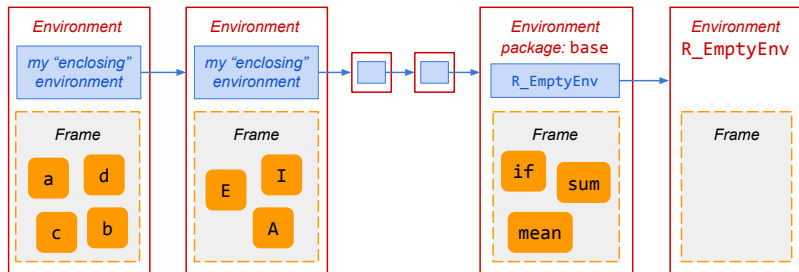 Environment
my “enclosing”
environment
Frame
a
d
c
b
Environment
my “enclosing”
environment
Frame
E
I
A
Environment
package: base
R_EmptyEnv
Frame
if
sum
mean
Environment
R_EmptyEnv
Frame